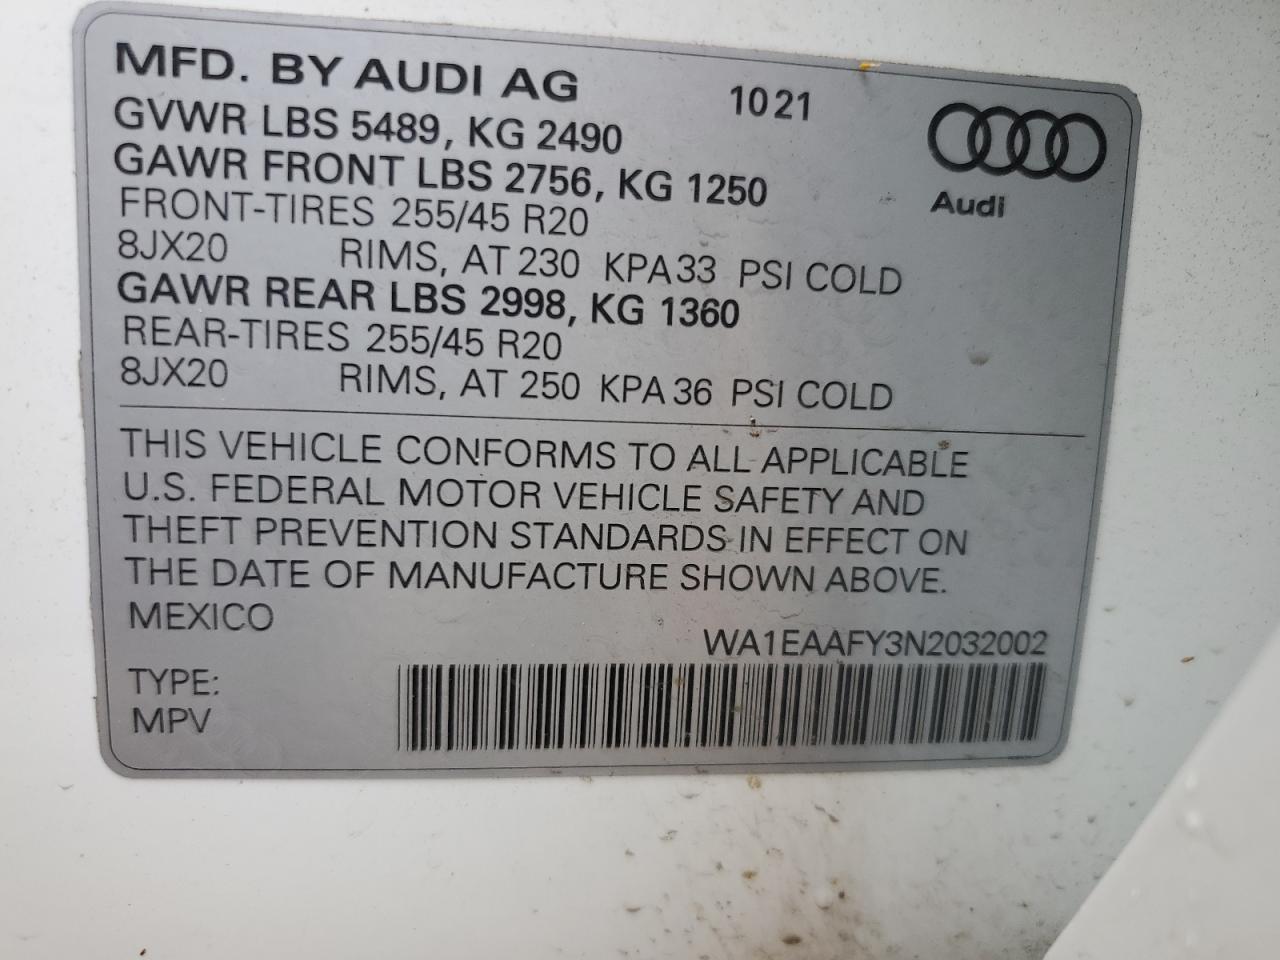 MFD. BY AUDI AG 10 21
GVWR LBS 5489, KG 2490
GAWR FRONT LBS 2756, KG 1250
Audi
FRONT-TIRES 255/45 R20
8JX20 RIMS, AT 230 KPA 33 PSI COLD
GAWR REAR LBS 2998, KG 1360
REAR-TIRES 255/45 R20
8JX20 RIMS, AT 250 KPA 36 PSI COLD
THIS VEHICLE CONFORMS TO ALL APPLICABLE
U.S. FEDERAL MOTOR VEHICLE SAFETY AND
THEFT PREVENTION STANDARDS IN EFFECT ON
THE DATE OF MANUFACTURE SHOWN ABOVE.
MEXICO
WA1EAAFY3N2032002
TYPE:
MPV